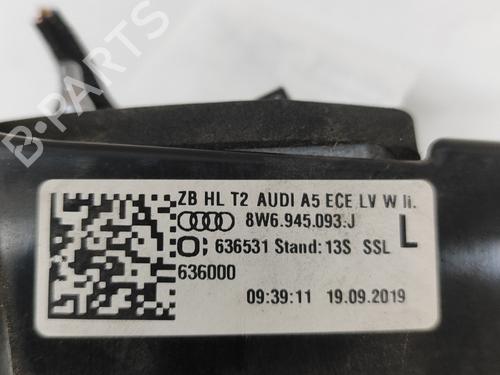 B-PARTS
ZB HL T2 AUDI A5 ECE LV W li.
8W6.945.093.J
636531 Stand: 13S SSL
L
636000
09:39:11 19.09.2019